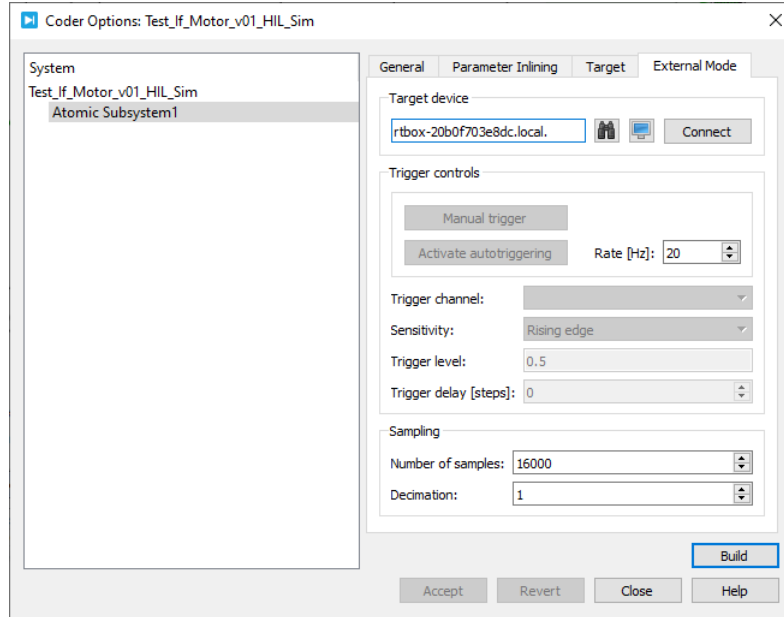 Coder Options: Test_If_Motor_v01_HIL_Sim
System
Test_If_Motor_v01_HIL_Sim
Atomic Subsystem1
General Parameter Inlining Target External Mode
Target device
rtbox-20b0f703e8dc.local. Connect
Trigger controls
Manual trigger
Activate autotriggering Rate [Hz]: 20
Trigger channel:
Sensitivity: Rising edge
Trigger level: 0.5
Trigger delay [steps]: 0
Sampling
Number of samples: 16000
Decimation: 1
Build
Accept Revert Close Help